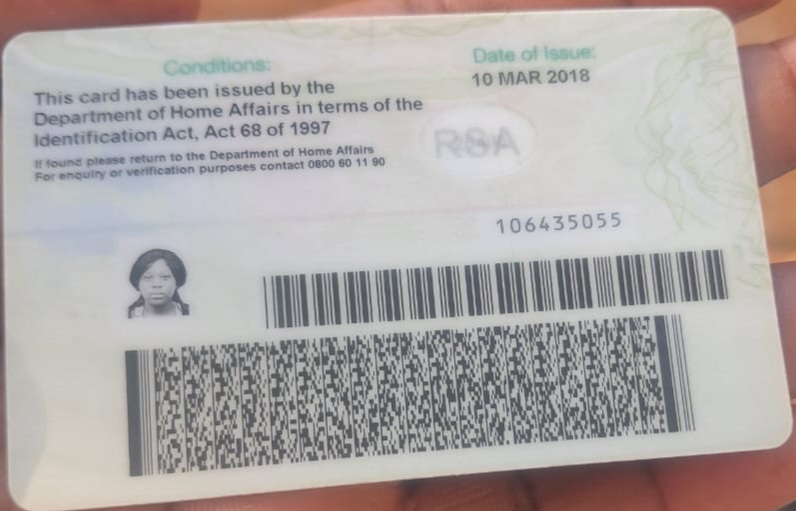 Conditions:
This card has been issued by the
Department of Home Affairs in terms of the
Identification Act, Act 68 of 1997
If found please return to the Department of Home Affairs
For enquiry or verification purposes contact 0800 60 11 90
Date of Issue:
10 MAR 2018
RSA
106435055